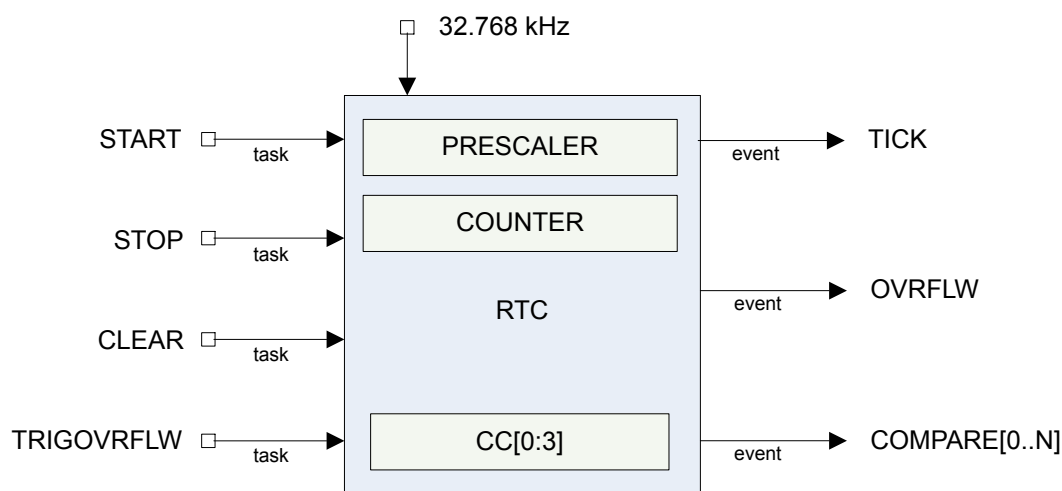 32.768 kHz
START
task
PRESCALER
event
TICK
STOP
task
COUNTER
RTC
event
OVRFLW
CLEAR
task
TRIGOVRFLW
task
CC[0:3]
event
COMPARE[0..N]